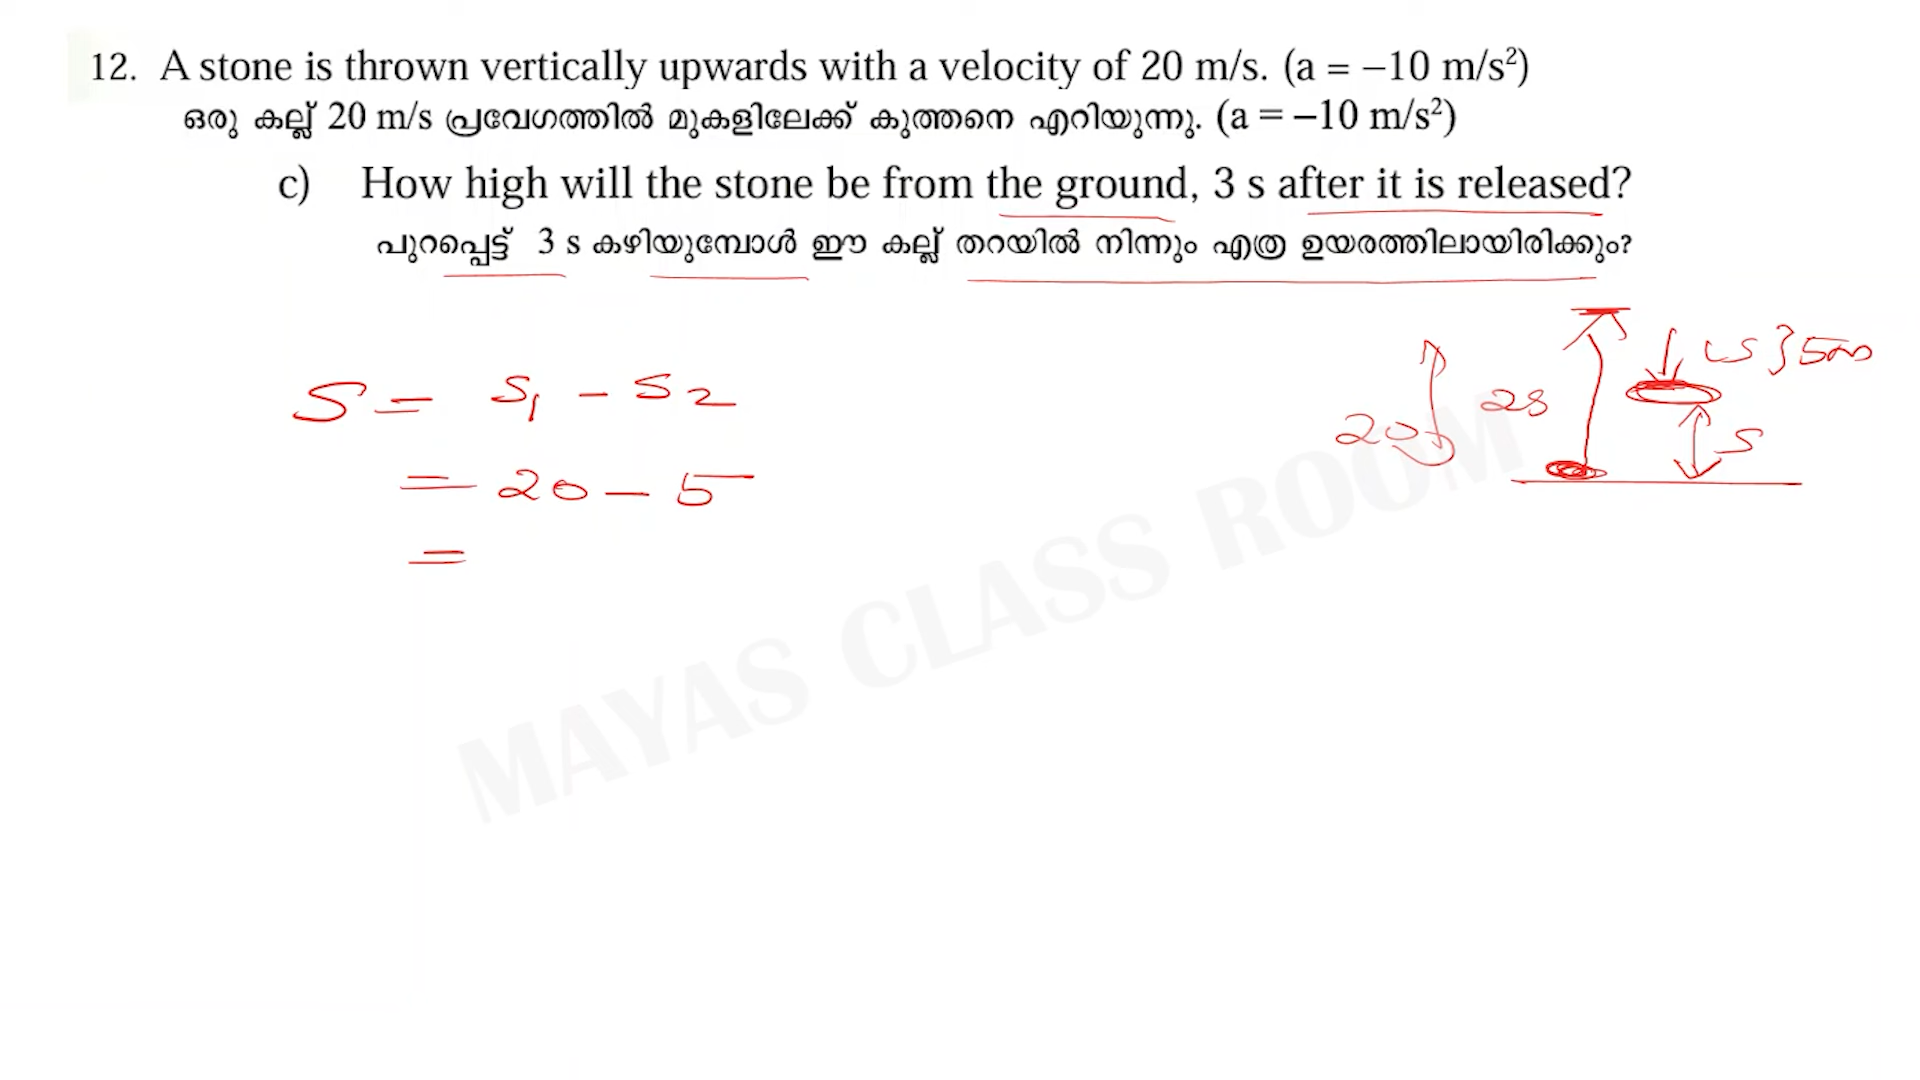 12. A stone is thrown vertically upwards with a velocity of 20 m/s. (a = −10 m/s²)
ഒരു കല്ല് 20 m/s പ്രവേഗത്തിൽ മുകളിലേക്ക് കുത്തനെ എറിയുന്നു. (a = −10 m/s²)
c) How high will the stone be from the ground, 3 s after it is released?
പുറപ്പെട്ട് 3 s കഴിയുമ്പോൾ ഈ കല്ല് തറയിൽ നിന്നും എത്ര ഉയരത്തിലായിരിക്കും?
S = S₁ − S₂
= 20 − 5
=
20
2s
1s } 5m
S
MAYAS CLASS ROOM